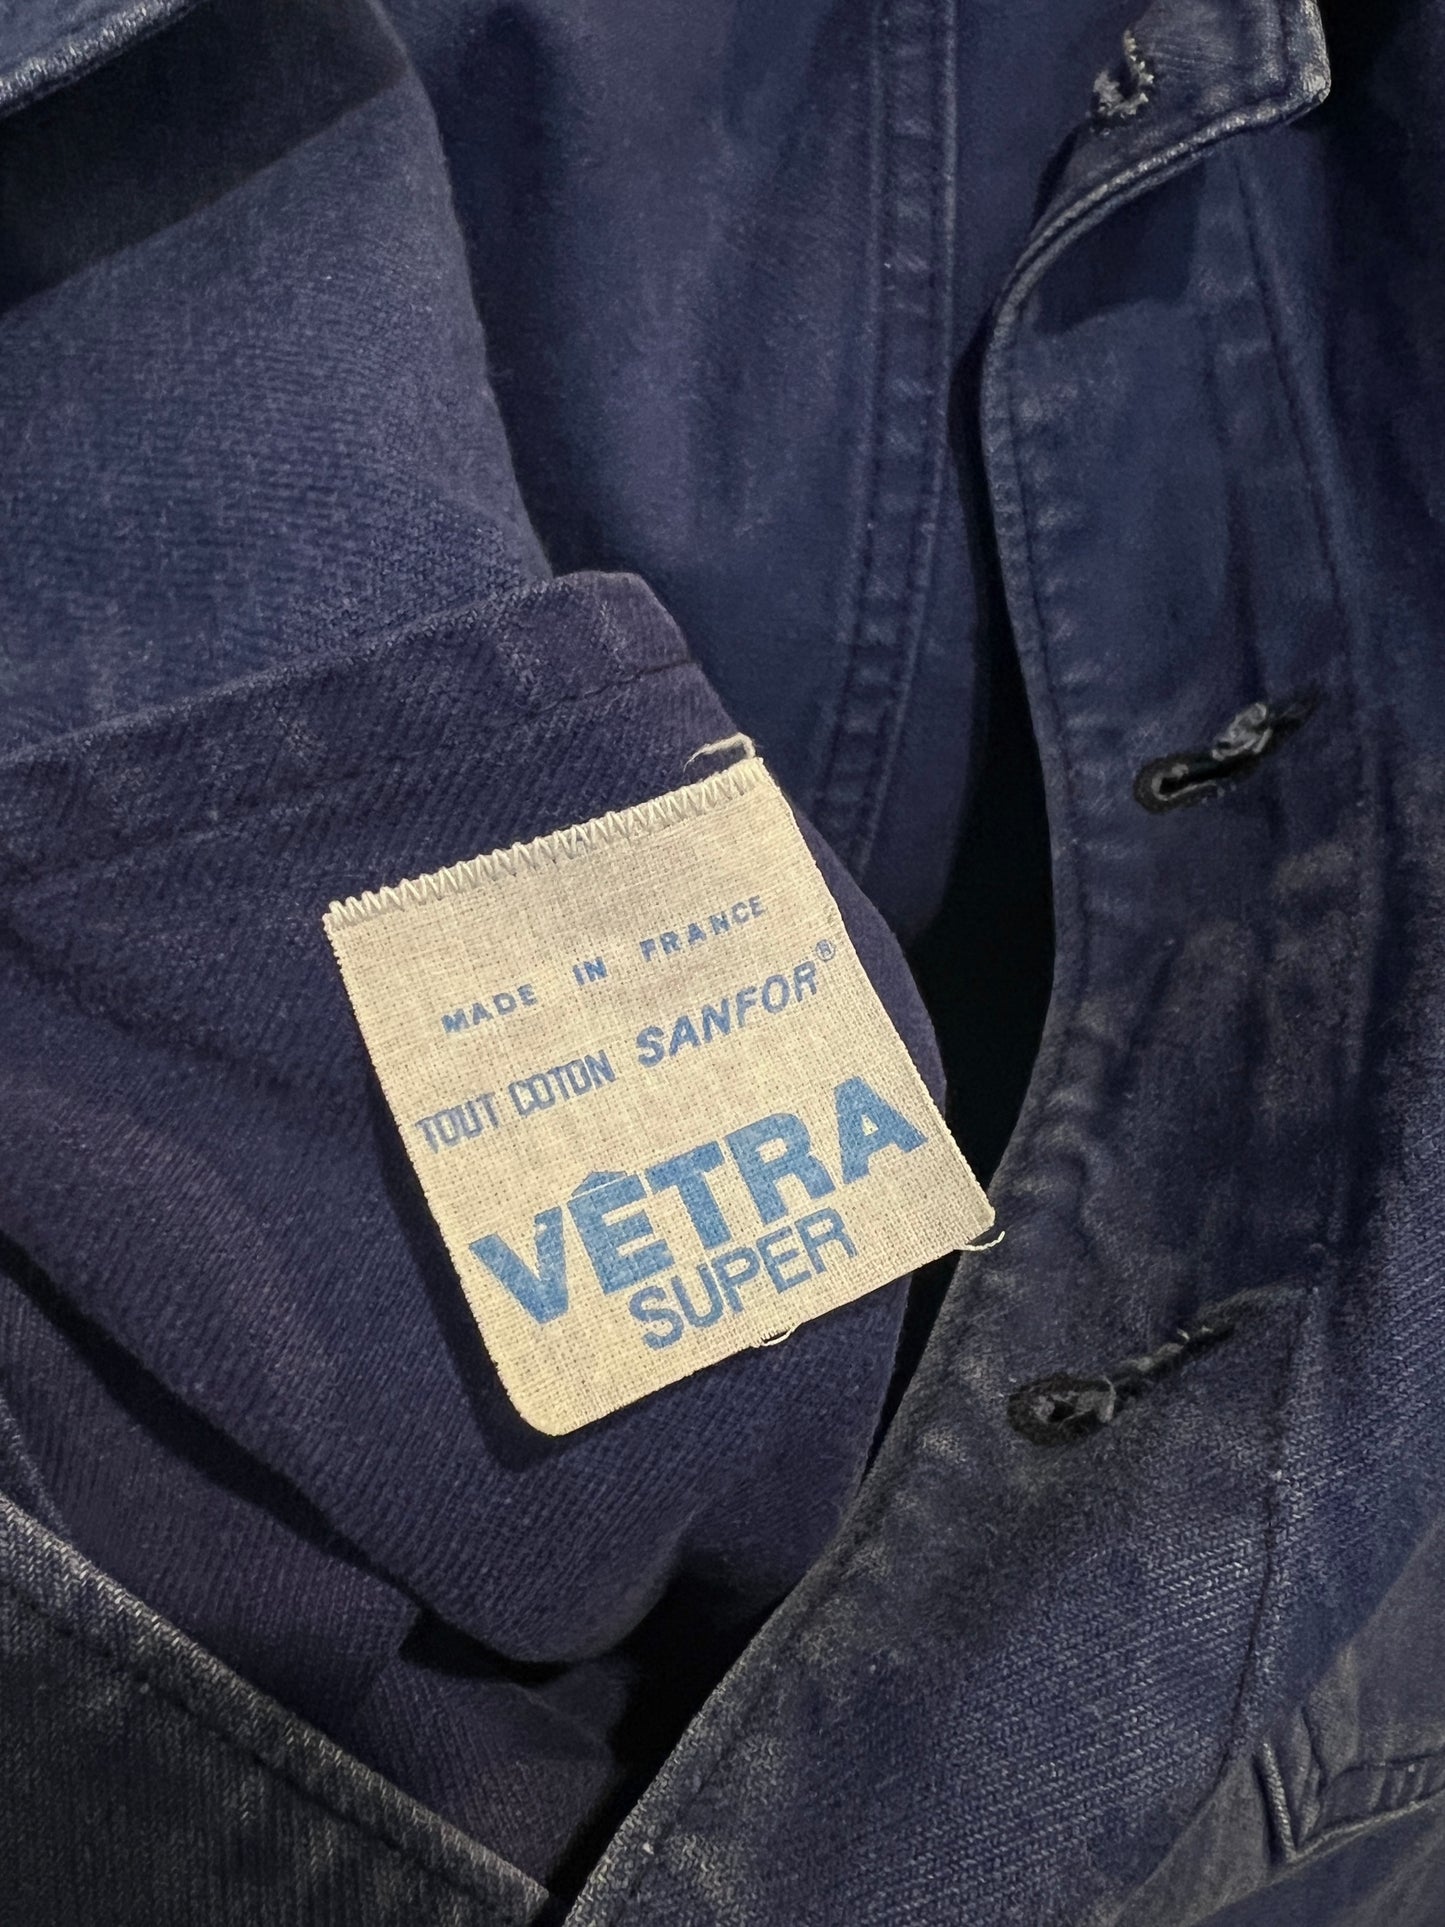 MADE IN FRANCE
TOUT COTON SANFOR®
VÊTRA
SUPER